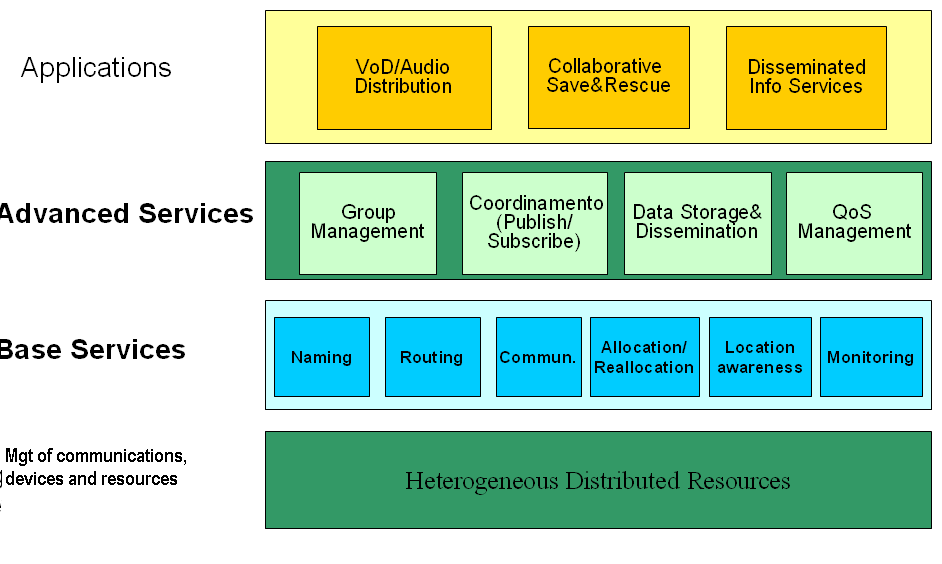 Applications
VoD/Audio
Distribution
Collaborative
Save&Rescue
Disseminated
Info Services
Advanced Services
Group
Management
Coordinamento
(Publish/
Subscribe)
Data Storage&
Dissemination
QoS
Management
Base Services
Naming
Routing
Commun.
Allocation/
Reallocation
Location
awareness
Monitoring
Mgt of communications,
devices and resources
Heterogeneous Distributed Resources